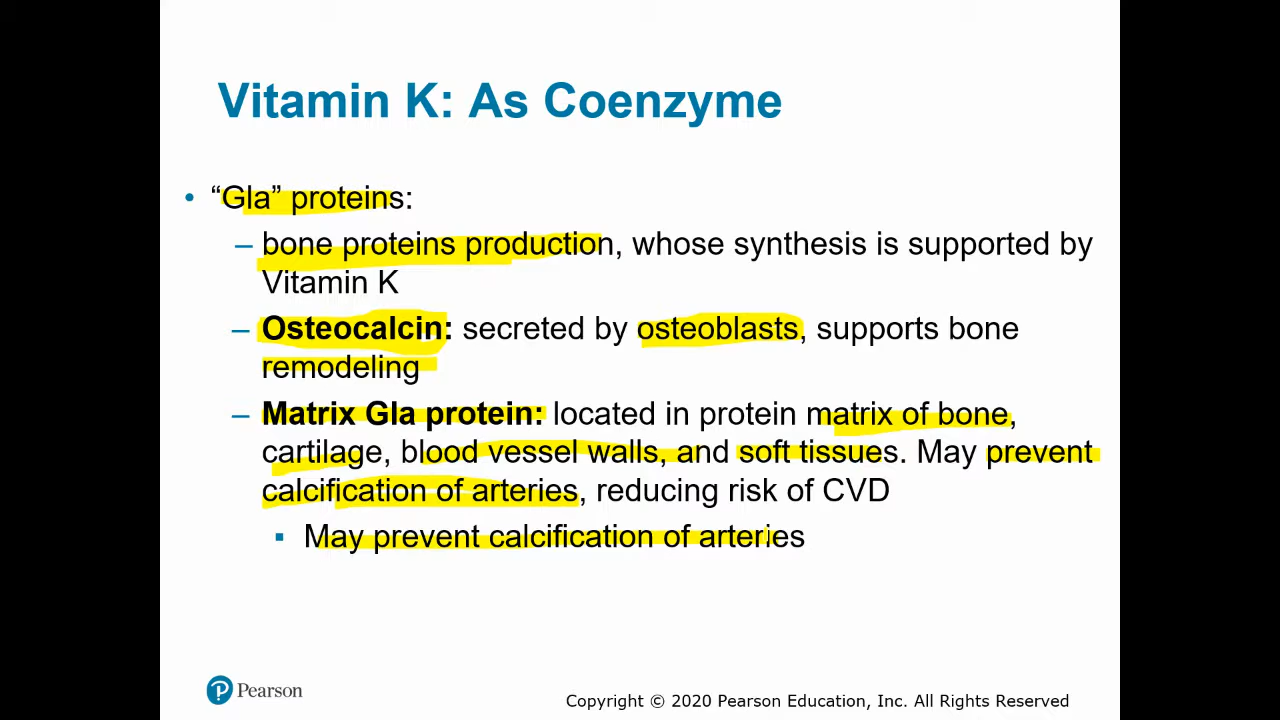 Vitamin K: As Coenzyme
• “Gla” proteins:
– bone proteins production, whose synthesis is supported by
Vitamin K
– Osteocalcin: secreted by osteoblasts, supports bone
remodeling
– Matrix Gla protein: located in protein matrix of bone,
cartilage, blood vessel walls, and soft tissues. May prevent
calcification of arteries, reducing risk of CVD
▪ May prevent calcification of arteries
Pearson
Copyright © 2020 Pearson Education, Inc. All Rights Reserved